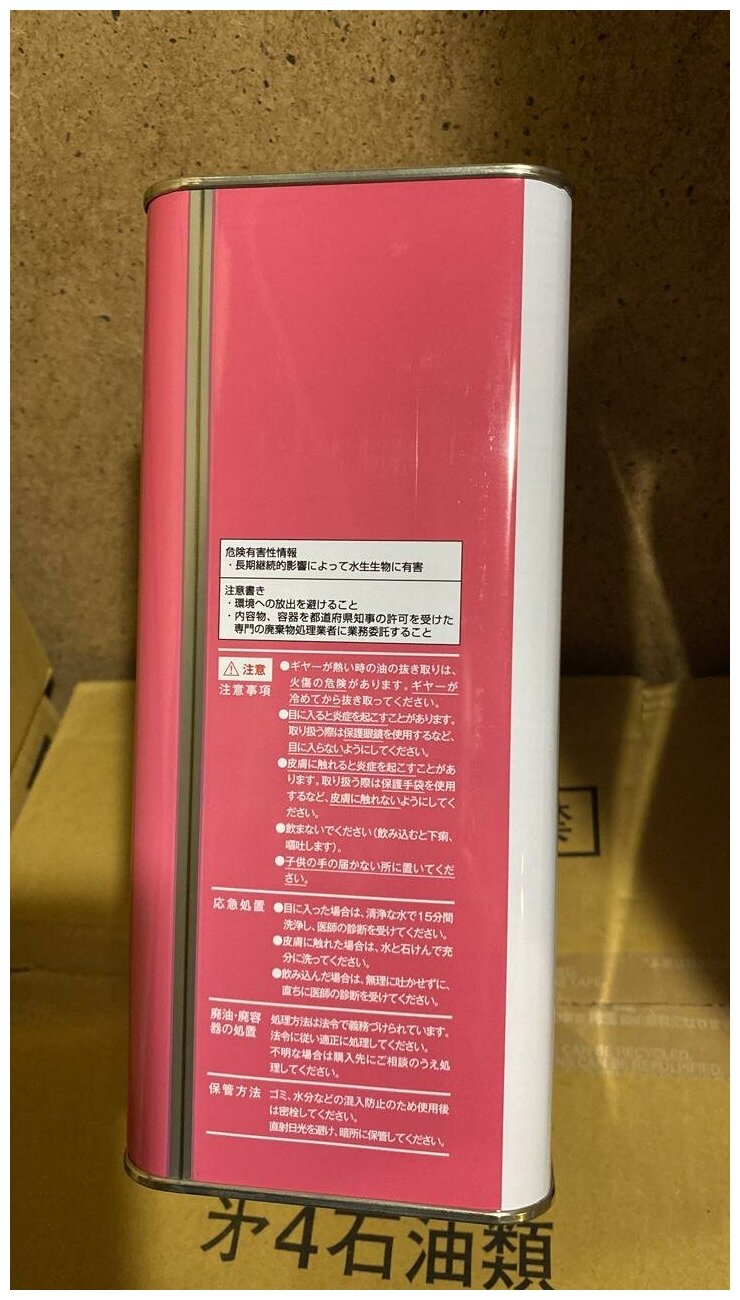 危険有害性情報
・長期継続的影響によって水生生物に有害
注意書き
・環境への放出を避けること
・内容物、容器を都道府県知事の許可を受けた
専門の廃棄物処理業者に業務委託すること
注意
注意事項
●ギヤーが熱い時の油の抜き取りは、
火傷の危険があります。ギヤーが
冷めてから抜き取ってください。
●目に入ると炎症を起こすことがあります。
取り扱う際は保護眼鏡を使用するなど、
目に入らないようにしてください。
●皮膚に触れると炎症を起こすことがあ
ります。取り扱う際は保護手袋を使用
するなど、皮膚に触れないようにしてく
ださい。
●飲まないでください（飲み込むと下痢、
嘔吐します）。
●子供の手の届かない所に置いてくだ
さい。
応急処置
●目に入った場合は、清浄な水で15分間
洗浄し、医師の診断を受けてください。
●皮膚に触れた場合は、水と石けんで充
分に洗ってください。
●飲み込んだ場合は、無理に吐かせずに、
直ちに医師の診断を受けてください。
廃油・廃容
器の処置
処理方法は法令で義務づけられています。
法令に従い適正に処理してください。
不明な場合は購入先にご相談のうえ処
理してください。
保管方法
ゴミ、水分などの混入防止のため使用後
は密栓してください。
直射日光を避け、暗所に保管してください。
禁
第4石油類